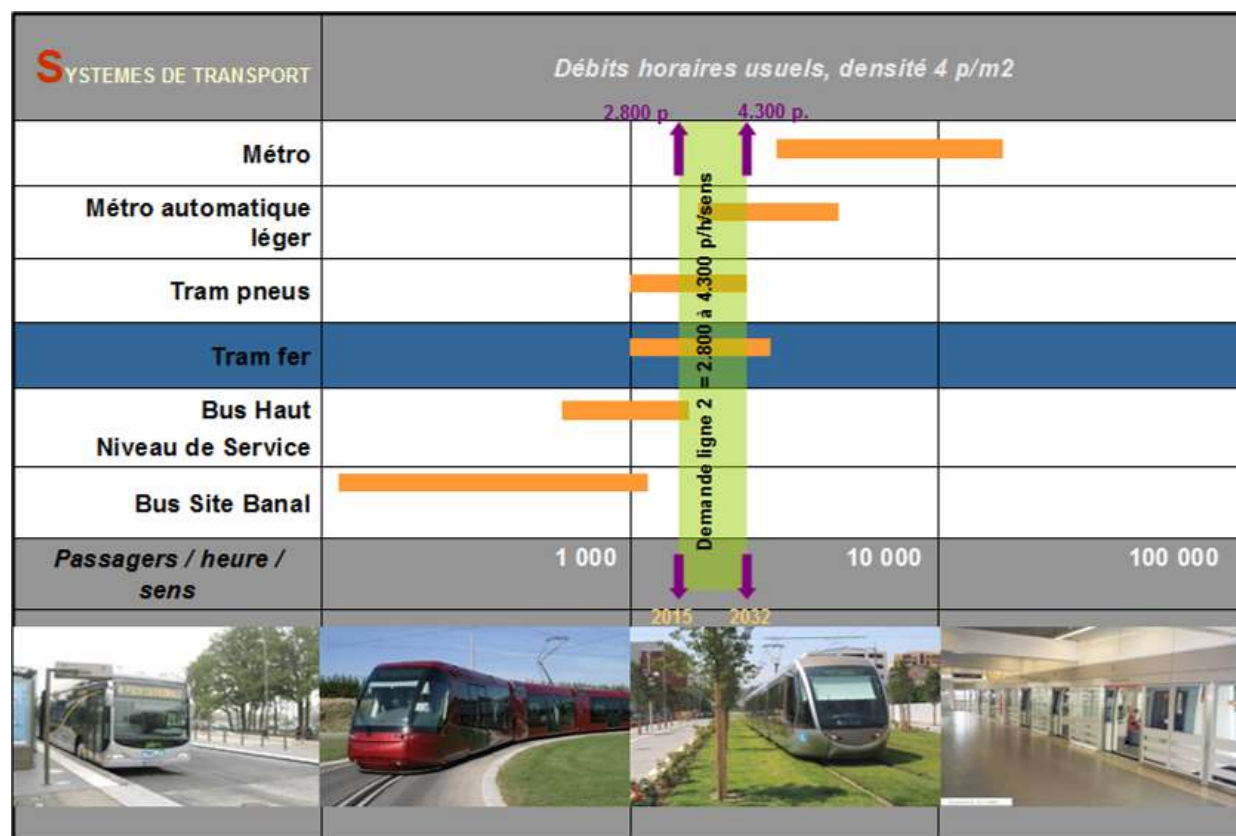 SYSTEMES DE TRANSPORT
Débits horaires usuels, densité 4 p/m2
2.800 p
4.300 p.
Métro
Métro automatique
léger
Tram pneus
Tram fer
Bus Haut
Niveau de Service
Bus Site Banal
Demande ligne 2 = 2.800 à 4.300 p/h/sens
Passagers / heure /
sens
1 000
10 000
100 000
2015
2032